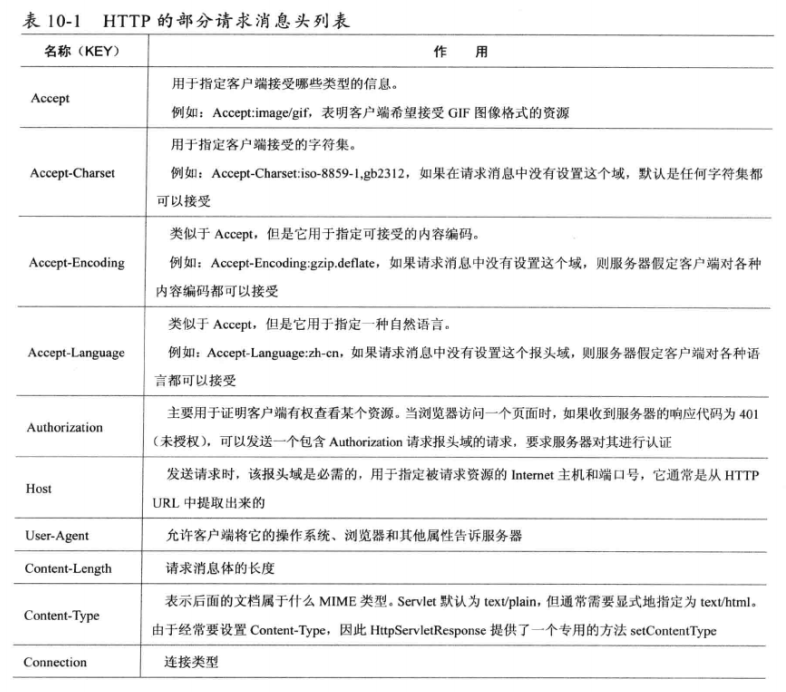 表 10-1 HTTP 的部分请求消息头列表
名称（KEY） 作 用
Accept 用于指定客户端接受哪些类型的信息。
例如：Accept:image/gif，表明客户端希望接受 GIF 图像格式的资源
Accept-Charset 用于指定客户端接受的字符集。
例如：Accept-Charset:iso-8859-1,gb2312，如果在请求消息中没有设置这个域，默认是任何字符集都
可以接受
Accept-Encoding 类似于 Accept，但是它用于指定可接受的内容编码。
例如：Accept-Encoding:gzip.deflate，如果请求消息中没有设置这个域，则服务器假定客户端对各种
内容编码都可以接受
Accept-Language 类似于 Accept，但是它用于指定一种自然语言。
例如：Accept-Language:zh-cn，如果请求消息中没有设置这个报头域，则服务器假定客户端对各种语
言都可以接受
Authorization 主要用于证明客户端有权查看某个资源。当浏览器访问一个页面时，如果收到服务器的响应代码为 401
（未授权），可以发送一个包含 Authorization 请求报头域的请求，要求服务器对其进行认证
Host 发送请求时，该报头域是必需的，用于指定被请求资源的 Internet 主机和端口号，它通常是从 HTTP
URL 中提取出来的
User-Agent 允许客户端将它的操作系统、浏览器和其他属性告诉服务器
Content-Length 请求消息体的长度
Content-Type 表示后面的文档属于什么 MIME 类型。Servlet 默认为 text/plain，但通常需要显式地指定为 text/html。
由于经常要设置 Content-Type，因此 HttpServletResponse 提供了一个专用的方法 setContentType
Connection 连接类型